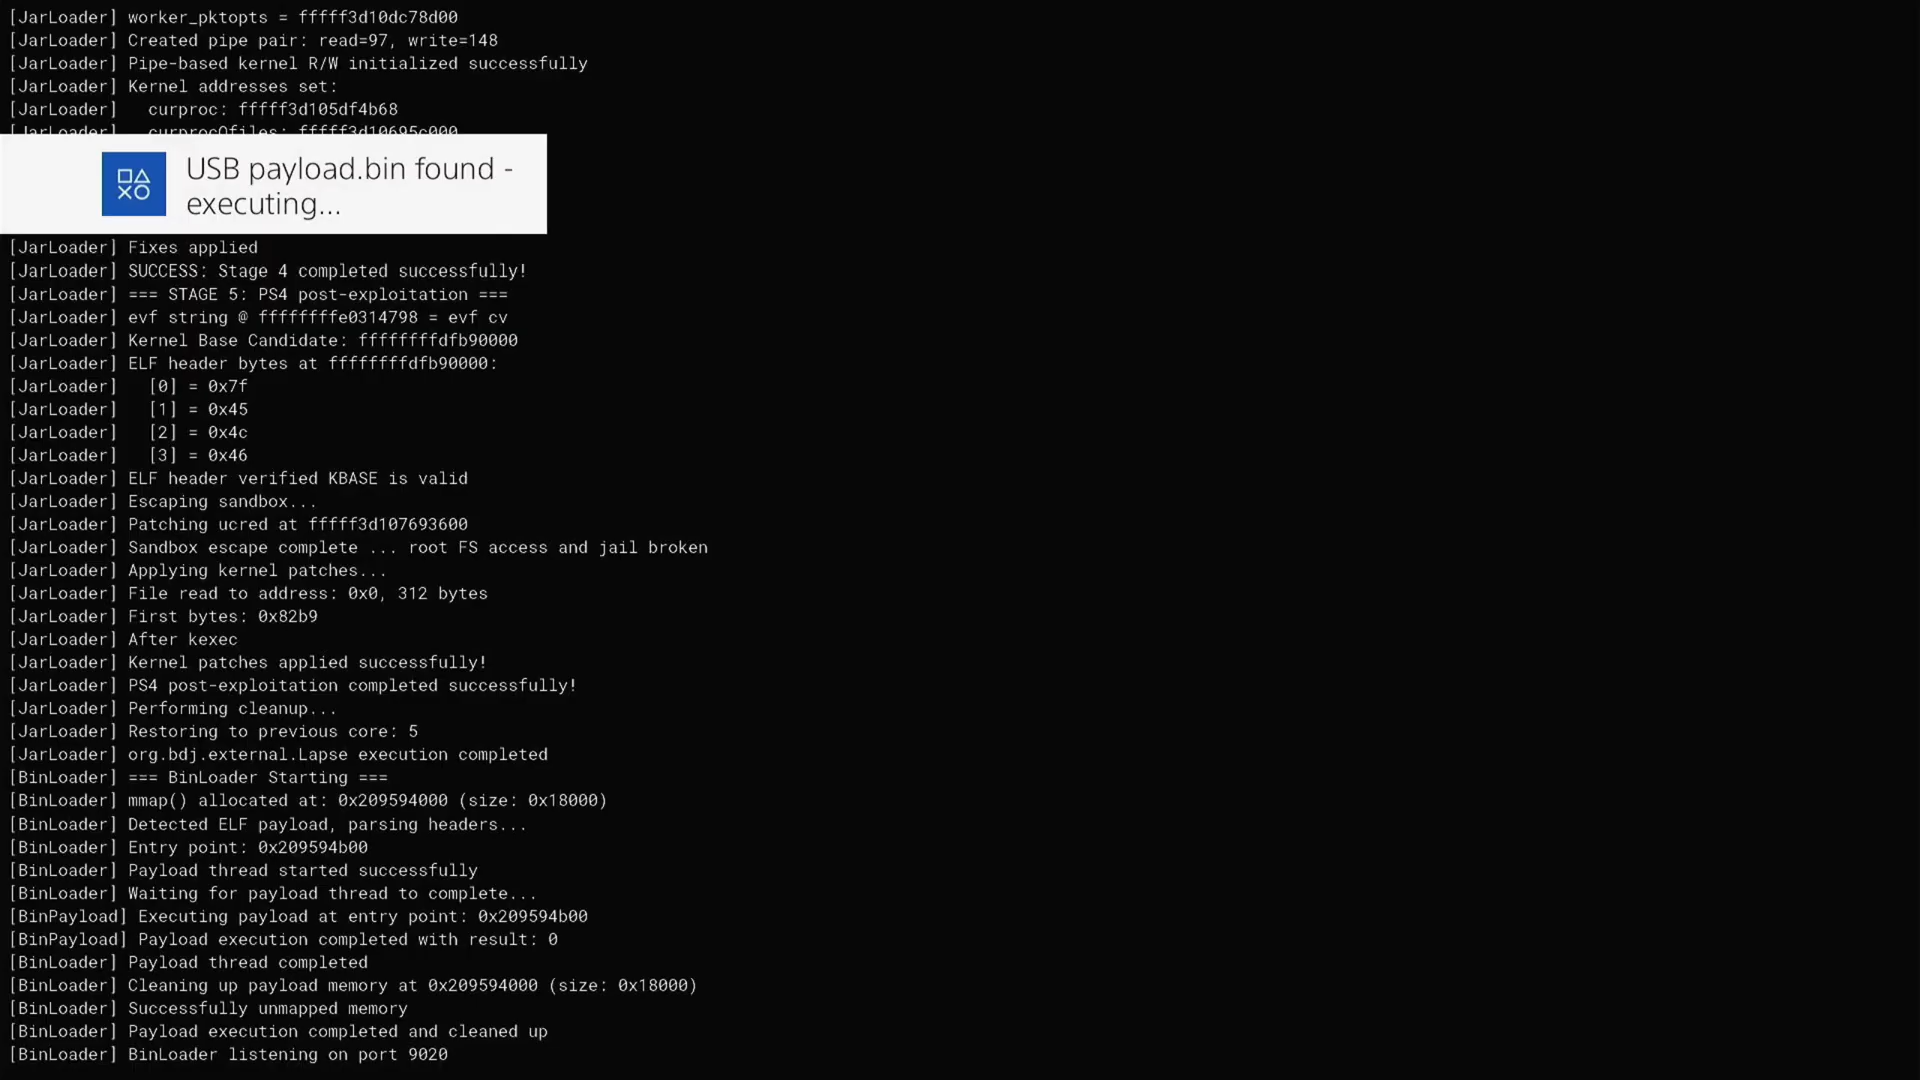 [JarLoader] worker_pktopts = fffff3d10dc78d00
[JarLoader] Created pipe pair: read=97, write=148
[JarLoader] Pipe-based kernel R/W initialized successfully
[JarLoader] Kernel addresses set:
[JarLoader]   curproc: fffff3d105df4b68
[JarLoader]   curprocOfiles: fffff3d10695c000
USB payload.bin found -
executing...
[JarLoader] Fixes applied
[JarLoader] SUCCESS: Stage 4 completed successfully!
[JarLoader] === STAGE 5: PS4 post-exploitation ===
[JarLoader] evf string @ ffffffffe0314798 = evf cv
[JarLoader] Kernel Base Candidate: ffffffffdfb90000
[JarLoader] ELF header bytes at ffffffffdfb90000:
[JarLoader]   [0] = 0x7f
[JarLoader]   [1] = 0x45
[JarLoader]   [2] = 0x4c
[JarLoader]   [3] = 0x46
[JarLoader] ELF header verified KBASE is valid
[JarLoader] Escaping sandbox...
[JarLoader] Patching ucred at fffff3d107693600
[JarLoader] Sandbox escape complete ... root FS access and jail broken
[JarLoader] Applying kernel patches...
[JarLoader] File read to address: 0x0, 312 bytes
[JarLoader] First bytes: 0x82b9
[JarLoader] After kexec
[JarLoader] Kernel patches applied successfully!
[JarLoader] PS4 post-exploitation completed successfully!
[JarLoader] Performing cleanup...
[JarLoader] Restoring to previous core: 5
[JarLoader] org.bdj.external.Lapse execution completed
[BinLoader] === BinLoader Starting ===
[BinLoader] mmap() allocated at: 0x209594000 (size: 0x18000)
[BinLoader] Detected ELF payload, parsing headers...
[BinLoader] Entry point: 0x209594b00
[BinLoader] Payload thread started successfully
[BinLoader] Waiting for payload thread to complete...
[BinPayload] Executing payload at entry point: 0x209594b00
[BinPayload] Payload execution completed with result: 0
[BinLoader] Payload thread completed
[BinLoader] Cleaning up payload memory at 0x209594000 (size: 0x18000)
[BinLoader] Successfully unmapped memory
[BinLoader] Payload execution completed and cleaned up
[BinLoader] BinLoader listening on port 9020